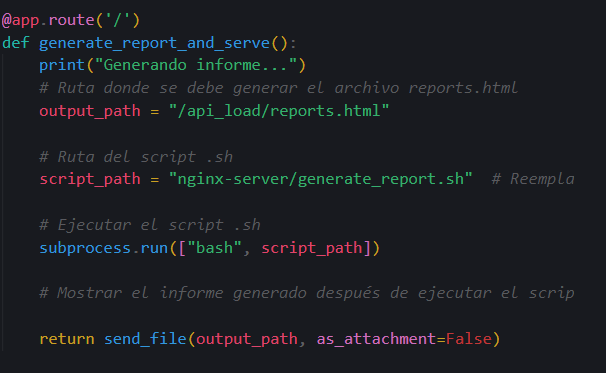 @app.route('/')
def generate_report_and_serve():
print("Generando informe...")
# Ruta donde se debe generar el archivo reports.html
output_path = "/api_load/reports.html"
# Ruta del script .sh
script_path = "nginx-server/generate_report.sh"  # Reempla
# Ejecutar el script .sh
subprocess.run(["bash", script_path])
# Mostrar el informe generado después de ejecutar el scrip
return send_file(output_path, as_attachment=False)